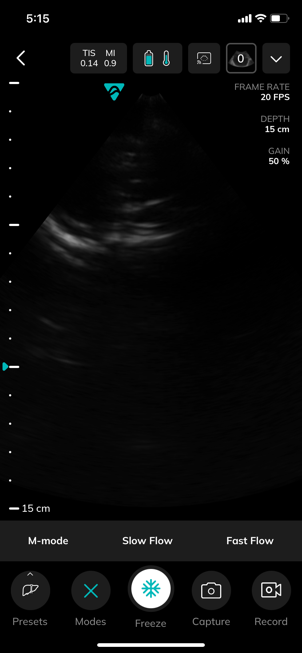 5:15
TIS MI
0.14 0.9
0
FRAME RATE
20 FPS
DEPTH
15 cm
GAIN
50 %
15 cm
M-mode Slow Flow Fast Flow
Presets Modes Freeze Capture Record